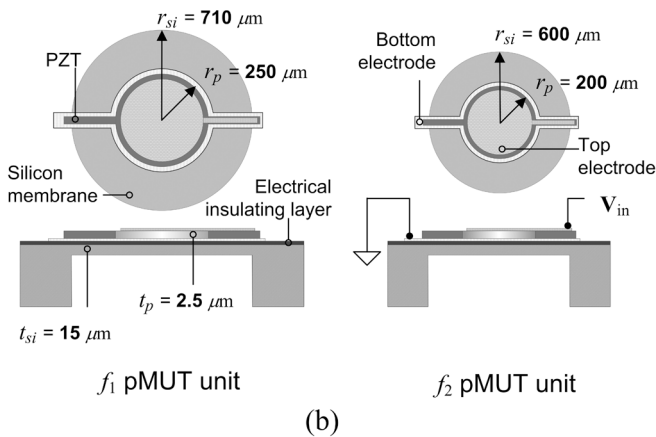 r_si = 710 μm
PZT
r_p = 250 μm
Silicon
membrane
Electrical
insulating layer
t_p = 2.5 μm
t_si = 15 μm
f₁ pMUT unit
r_si = 600 μm
Bottom
electrode
r_p = 200 μm
Top
electrode
V_in
f₂ pMUT unit
(b)